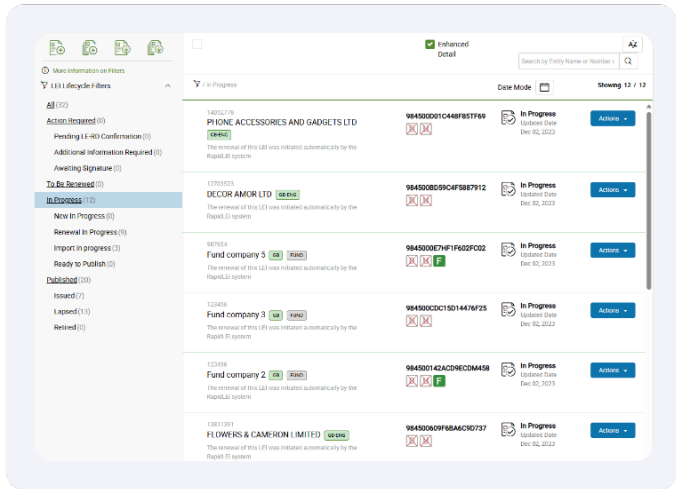 More Information on Filters
LEI Lifecycle Filters
All (32)
Action Required (0)
Pending LE-RD Confirmation (0)
Additional Information Required (0)
Awaiting Signature (0)
To Be Renewed (0)
In Progress (12)
New In Progress (0)
Renewal In Progress (9)
Import In progress (3)
Ready to Publish (0)
Published (20)
Issued (7)
Lapsed (13)
Retired (0)
Enhanced
Detail
AZ
Search by Entity Name or Number /
/ In Progress
Date Mode
Showing 12 / 12
14052778
PHONE ACCESSORIES AND GADGETS LTD
GB-ENG
The renewal of this LEI was initiated automatically by the
RapidLEI system
984500D01C448F85TF69
In Progress
Updated Date
Dec 02, 2023
Actions
12703523
DECOR AMOR LTD GB-ENG
The renewal of this LEI was initiated automatically by the
RapidLEI system
984500BD59C4F5887912
In Progress
Updated Date
Dec 02, 2023
Actions
987654
Fund company 5 GB FUND
The renewal of this LEI was initiated automatically by the
RapidLEI system
9845000E7HF1F602FC02
F
In Progress
Updated Date
Dec 02, 2023
Actions
123456
Fund company 3 GB FUND
The renewal of this LEI was initiated automatically by the
RapidLEI system
984500CDC15D14476F25
In Progress
Updated Date
Dec 02, 2023
Actions
123456
Fund company 2 GB FUND
The renewal of this LEI was initiated automatically by the
RapidLEI system
984500142ACD9ECDM458
F
In Progress
Updated Date
Dec 02, 2023
Actions
13811391
FLOWERS & CAMERON LIMITED GB-ENG
The renewal of this LEI was initiated automatically by the
RapidLEI system
984500609F6BA6C9D737
In Progress
Updated Date
Dec 02, 2023
Actions